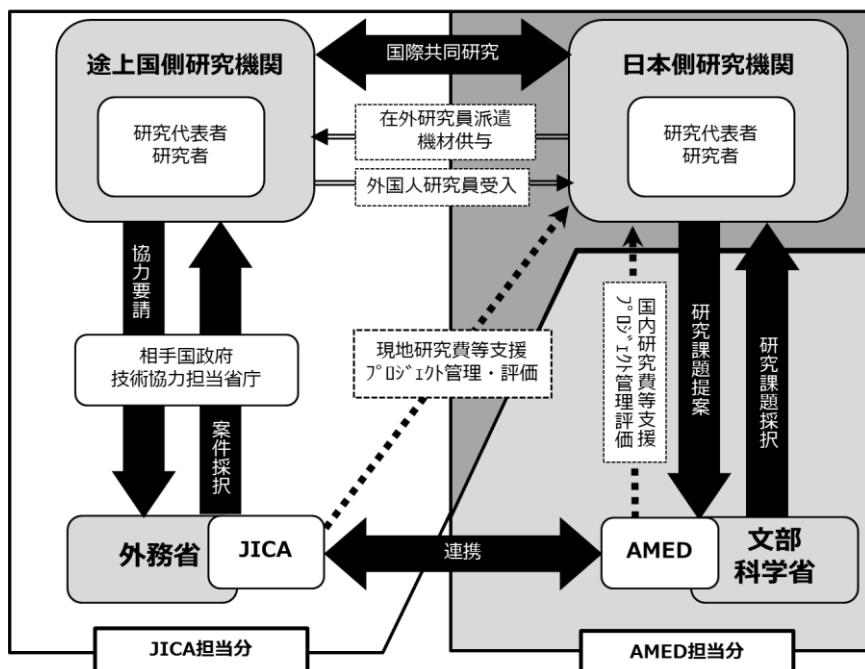 途上国側研究機関
研究代表者
研究者
国際共同研究
日本側研究機関
研究代表者
研究者
在外研究員派遣
機材供与
外国人研究員受入
協力要請
相手国政府
技術協力担当省庁
案件採択
現地研究費等支援
ﾌﾟﾛｼﾞｪｸﾄ管理・評価
国内研究費等支援
ﾌﾟﾛｼﾞｪｸﾄ管理評価
研究課題提案
研究課題採択
外務省
JICA
連携
AMED
文部
科学省
JICA担当分
AMED担当分